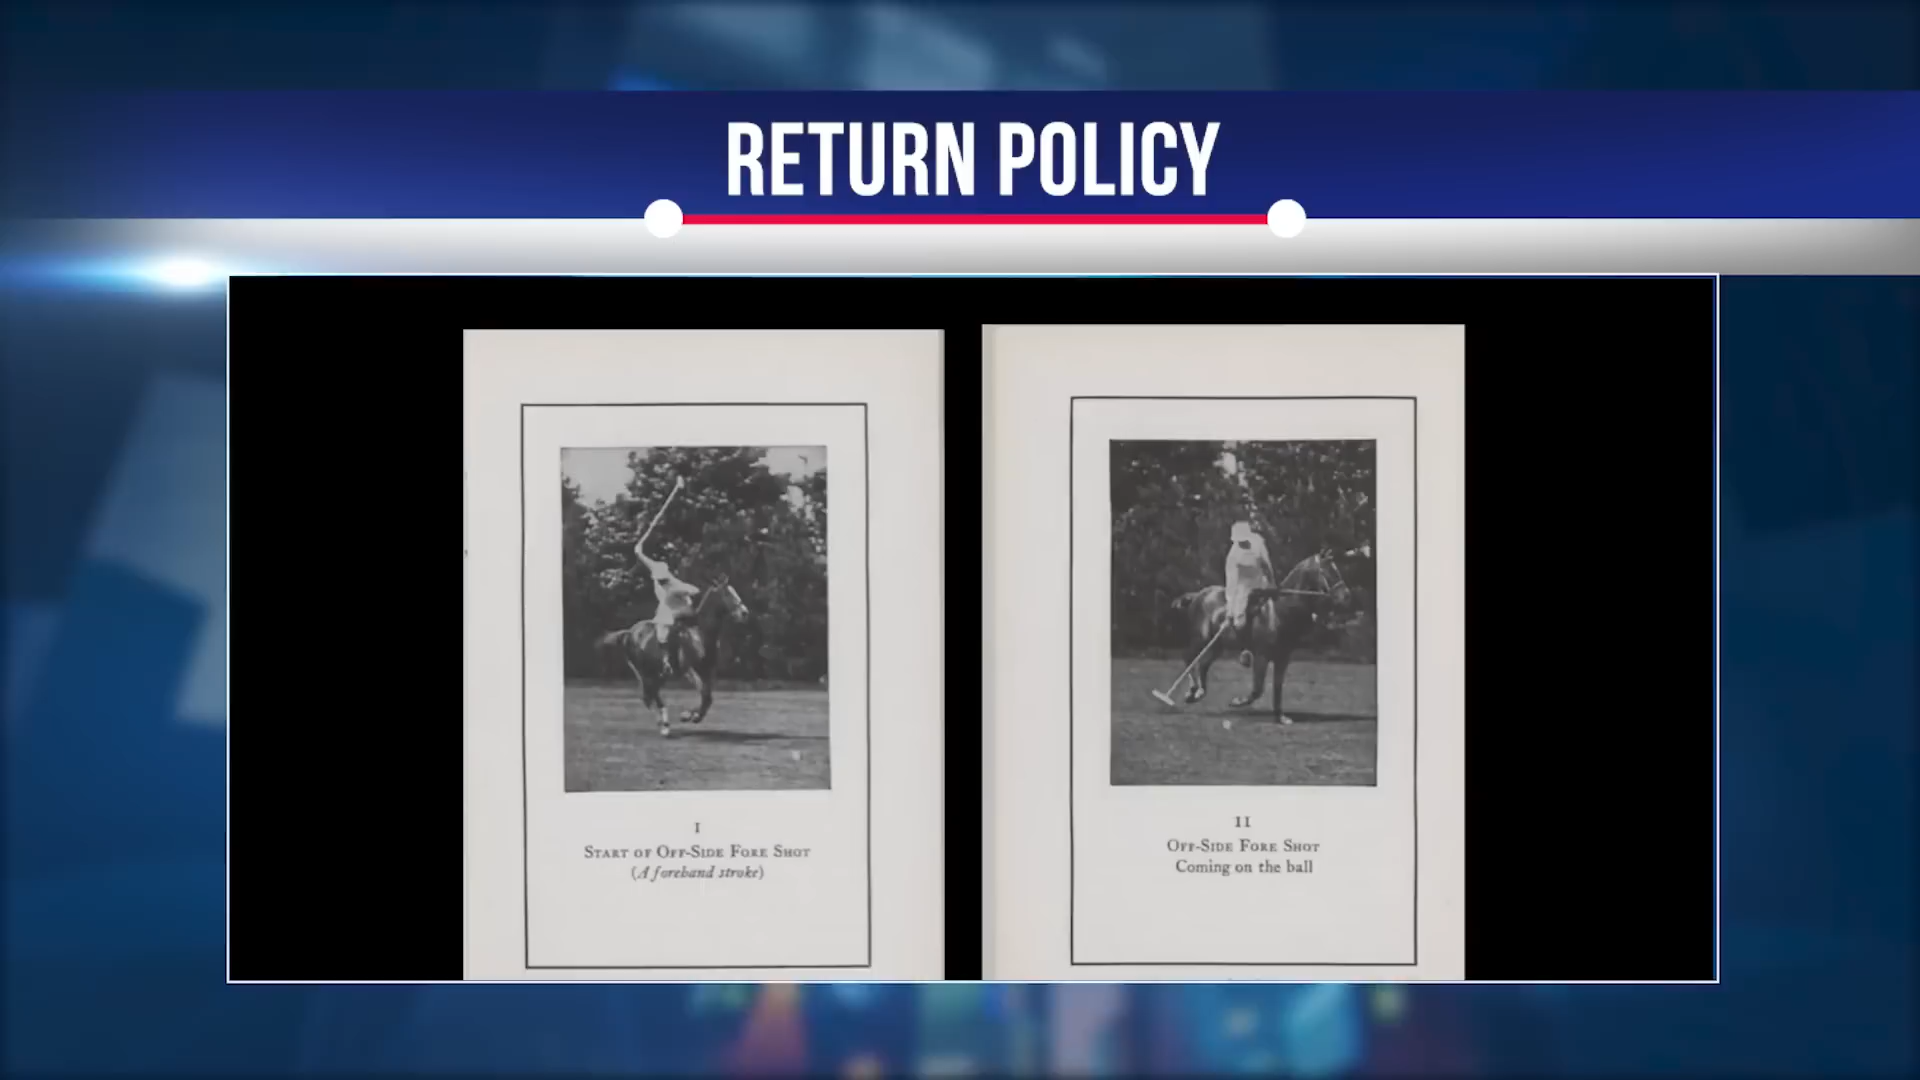 RETURN POLICY
I
START OF OFF-SIDE FORE SHOT
(A forehand stroke)
II
OFF-SIDE FORE SHOT
Coming on the ball